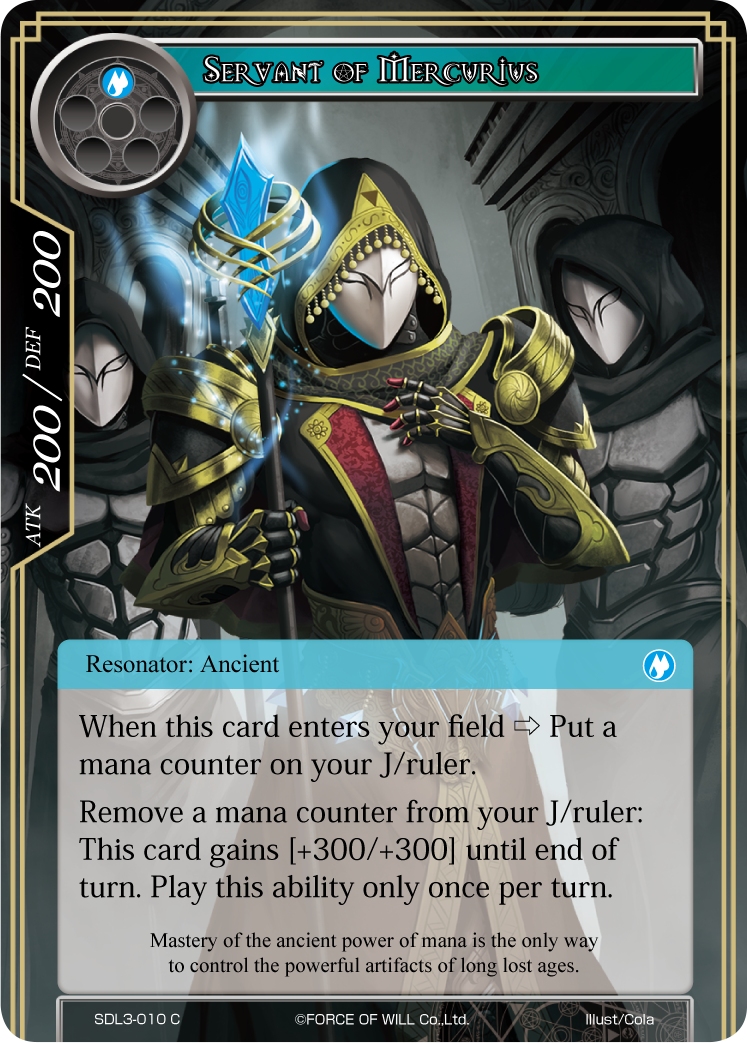 Servant of Mercurius
ATK 200 / DEF 200
Resonator: Ancient
When this card enters your field ⇨ Put a
mana counter on your J/ruler.
Remove a mana counter from your J/ruler:
This card gains [+300/+300] until end of
turn. Play this ability only once per turn.
Mastery of the ancient power of mana is the only way
to control the powerful artifacts of long lost ages.
SDL3-010 C ©FORCE OF WILL Co.,Ltd. Illust/Cola